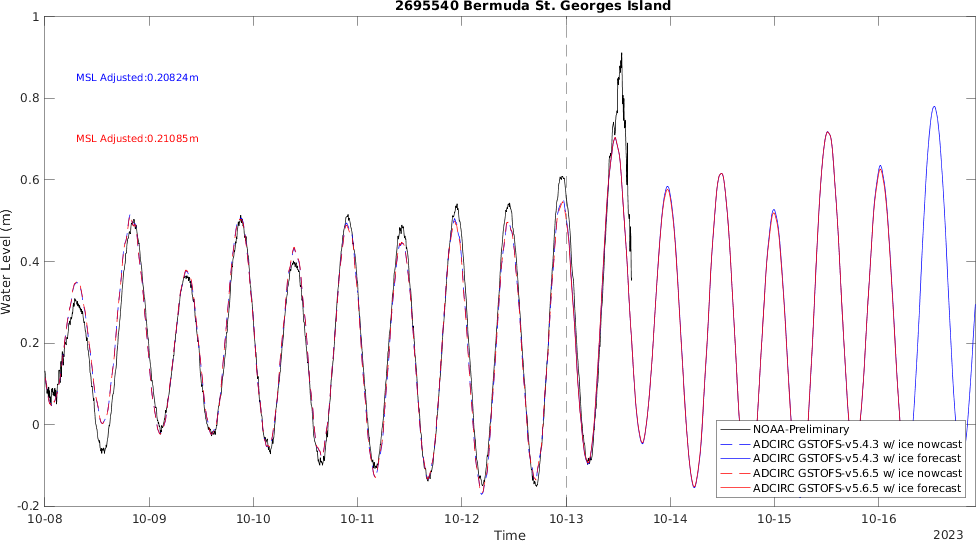 2695540 Bermuda St. Georges Island
1
0.8
0.6
0.4
0.2
0
-0.2
Water Level (m)
MSL Adjusted:0.20824m
MSL Adjusted:0.21085m
NOAA-Preliminary
ADCIRC GSTOFS-v5.4.3 w/ ice nowcast
ADCIRC GSTOFS-v5.4.3 w/ ice forecast
ADCIRC GSTOFS-v5.6.5 w/ ice nowcast
ADCIRC GSTOFS-v5.6.5 w/ ice forecast
10-08 10-09 10-10 10-11 10-12 10-13 10-14 10-15 10-16
Time
2023